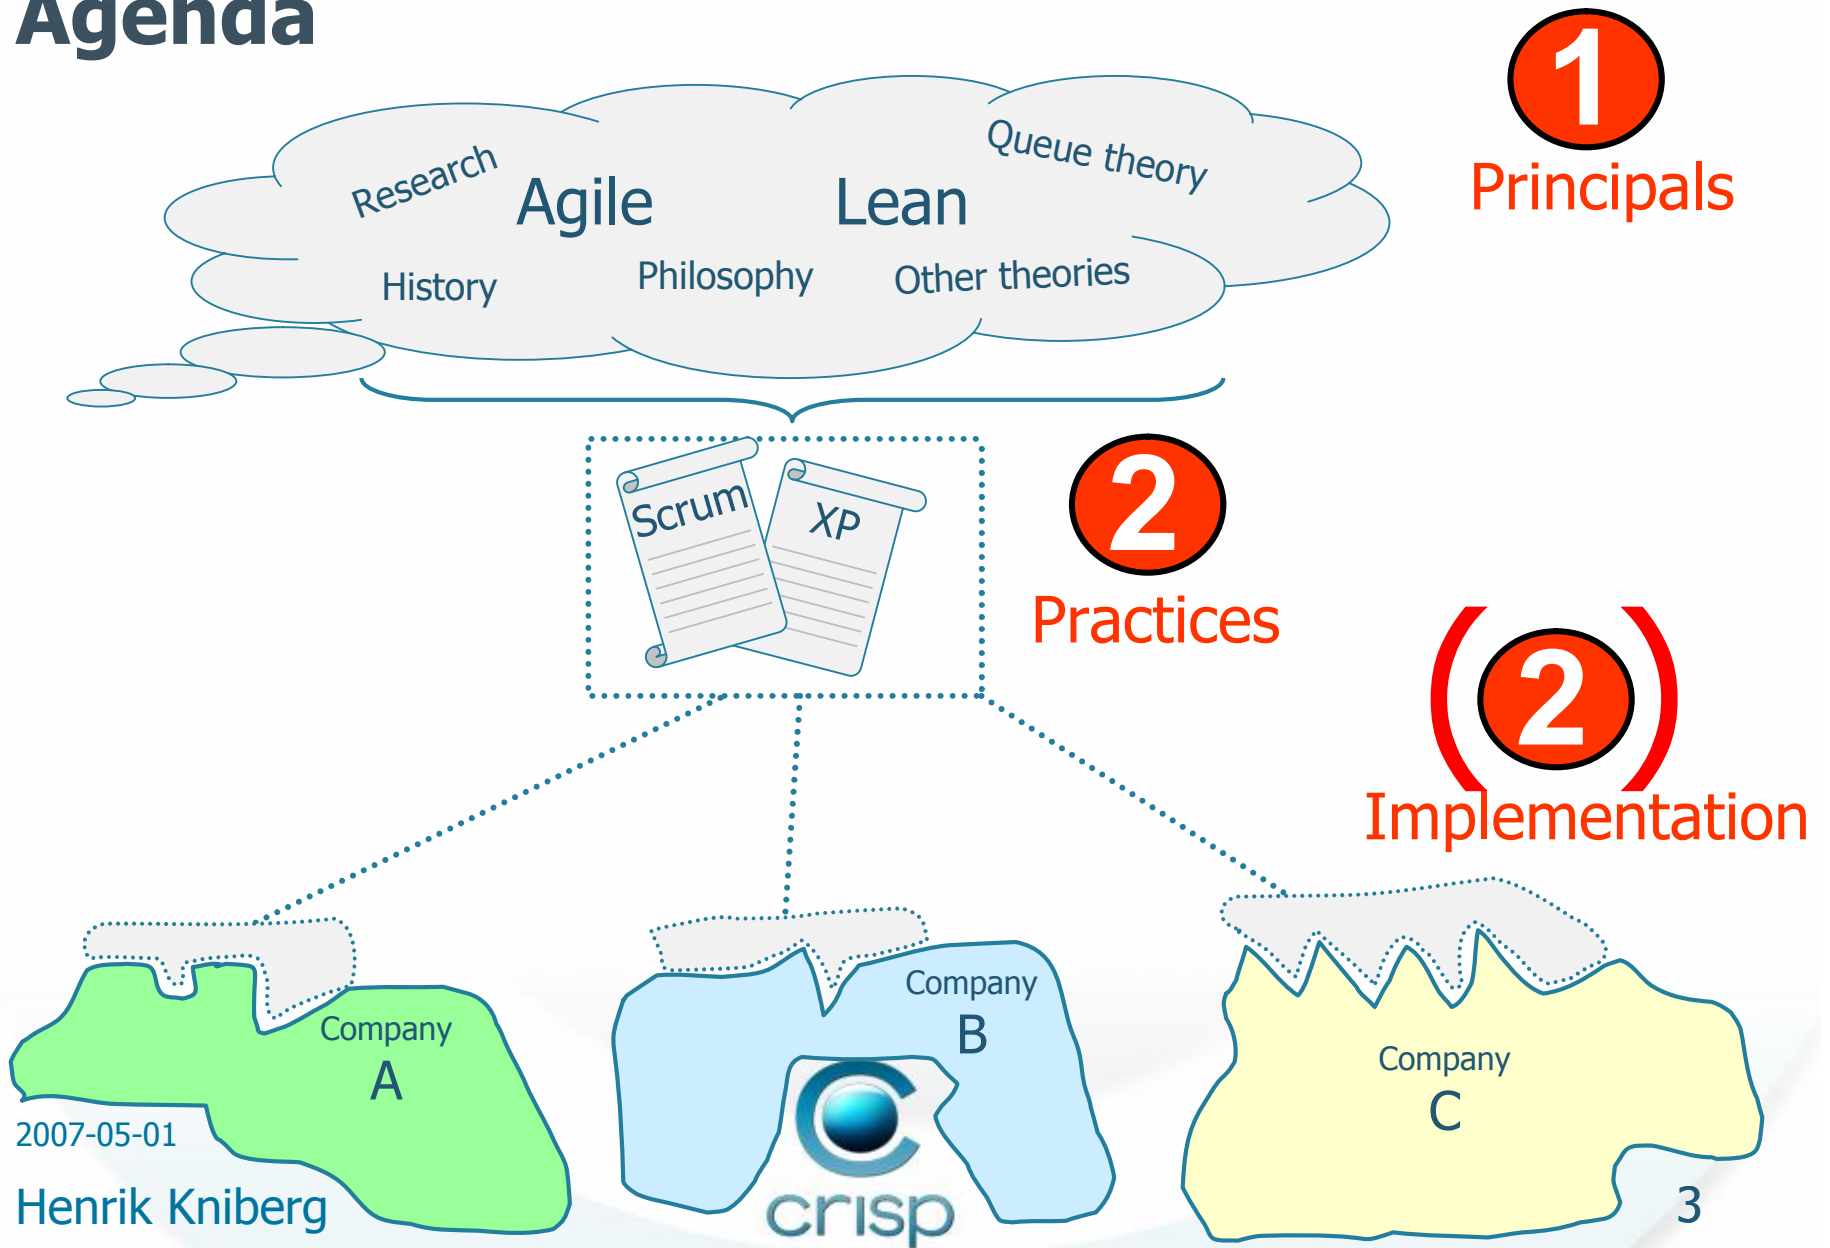 Agenda
1
Principals
Research
Agile
Lean
Queue theory
History
Philosophy
Other theories
Scrum
XP
2
Practices
(2)
Implementation
Company
A
Company
B
Company
C
2007-05-01
Henrik Kniberg
crisp
3